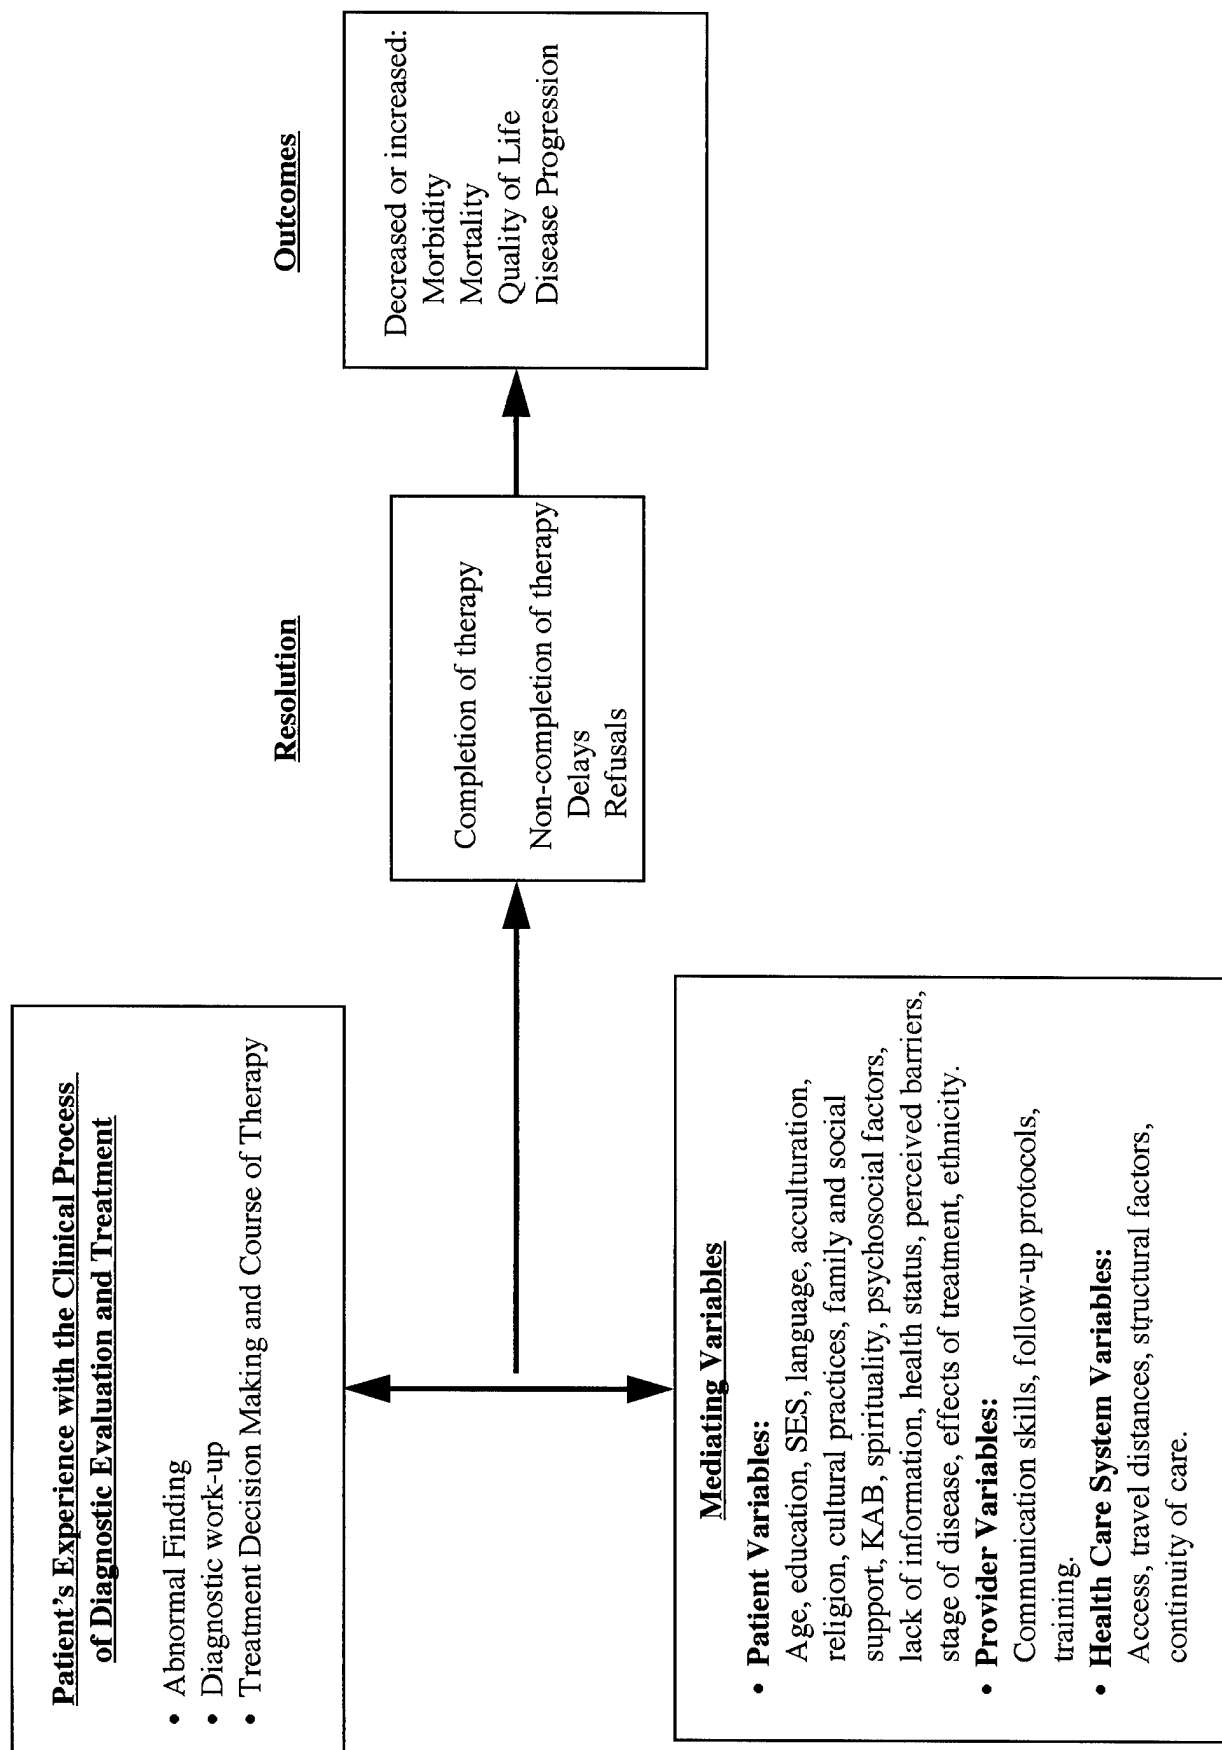 Patient's Experience with the Clinical Process
of Diagnostic Evaluation and Treatment
• Abnormal Finding
• Diagnostic work-up
• Treatment Decision Making and Course of Therapy
Mediating Variables
• Patient Variables:
Age, education, SES, language, acculturation,
religion, cultural practices, family and social
support, KAB, spirituality, psychosocial factors,
lack of information, health status, perceived barriers,
stage of disease, effects of treatment, ethnicity.
• Provider Variables:
Communication skills, follow-up protocols,
training.
• Health Care System Variables:
Access, travel distances, structural factors,
continuity of care.
Resolution
Completion of therapy
Non-completion of therapy
Delays
Refusals
Outcomes
Decreased or increased:
Morbidity
Mortality
Quality of Life
Disease Progression